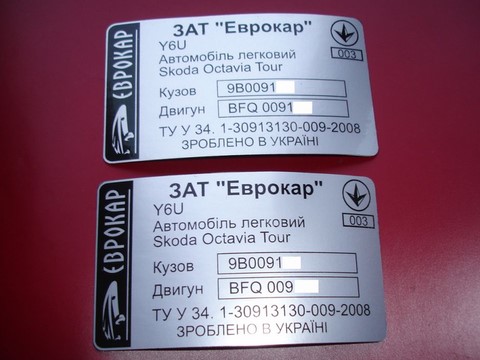 ЄВРОКАР
ЗАТ "Еврокар"
Y6U
Автомобіль легковий
Skoda Octavia Tour
003
Кузов 9B0091
Двигун BFQ 0091
ТУ У 34. 1-30913130-009-2008
ЗРОБЛЕНО В УКРАЇНІ
ЄВРОКАР
ЗАТ "Еврокар"
Y6U
Автомобіль легковий
003
Skoda Octavia Tour
Кузов 9B0091
Двигун BFQ 009
ТУ У 34. 1-30913130-009-2008
ЗРОБЛЕНО В УКРАЇНІ